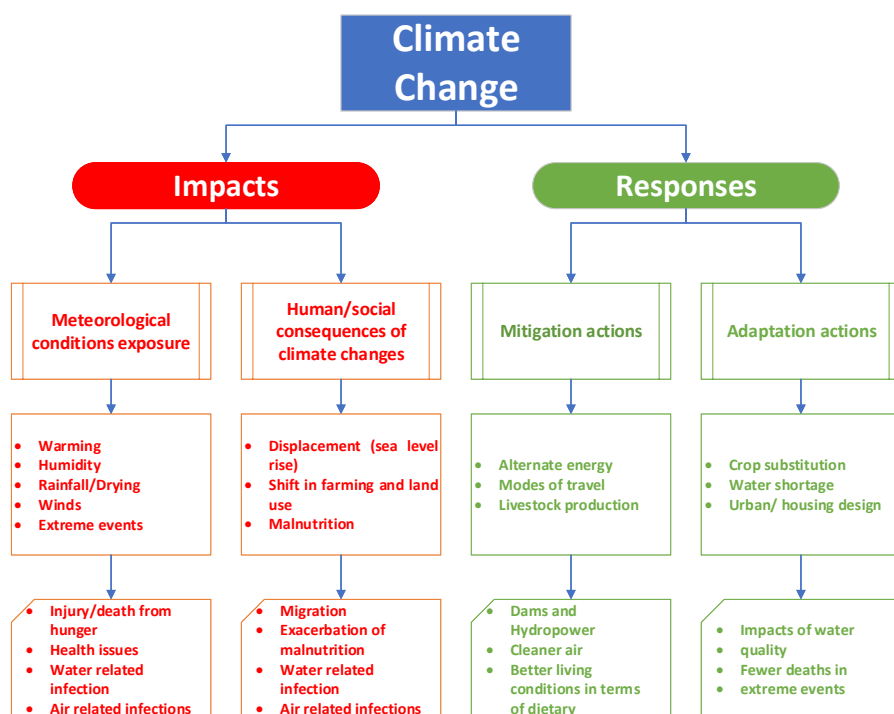 Climate
Change
Impacts
Responses
Meteorological
conditions exposure
Human/social
consequences of
climate changes
Mitigation actions
Adaptation actions
• Warming
• Humidity
• Rainfall/Drying
• Winds
• Extreme events
• Displacement (sea level
rise)
• Shift in farming and land
use
• Malnutrition
• Alternate energy
• Modes of travel
• Livestock production
• Crop substitution
• Water shortage
• Urban/ housing design
• Injury/death from
hunger
• Health issues
• Water related
infection
• Air related infections
• Migration
• Exacerbation of
malnutrition
• Water related
infection
• Air related infections
• Dams and
Hydropower
• Cleaner air
• Better living
conditions in terms
of dietary
• Impacts of water
• quality
• Fewer deaths in
• extreme events